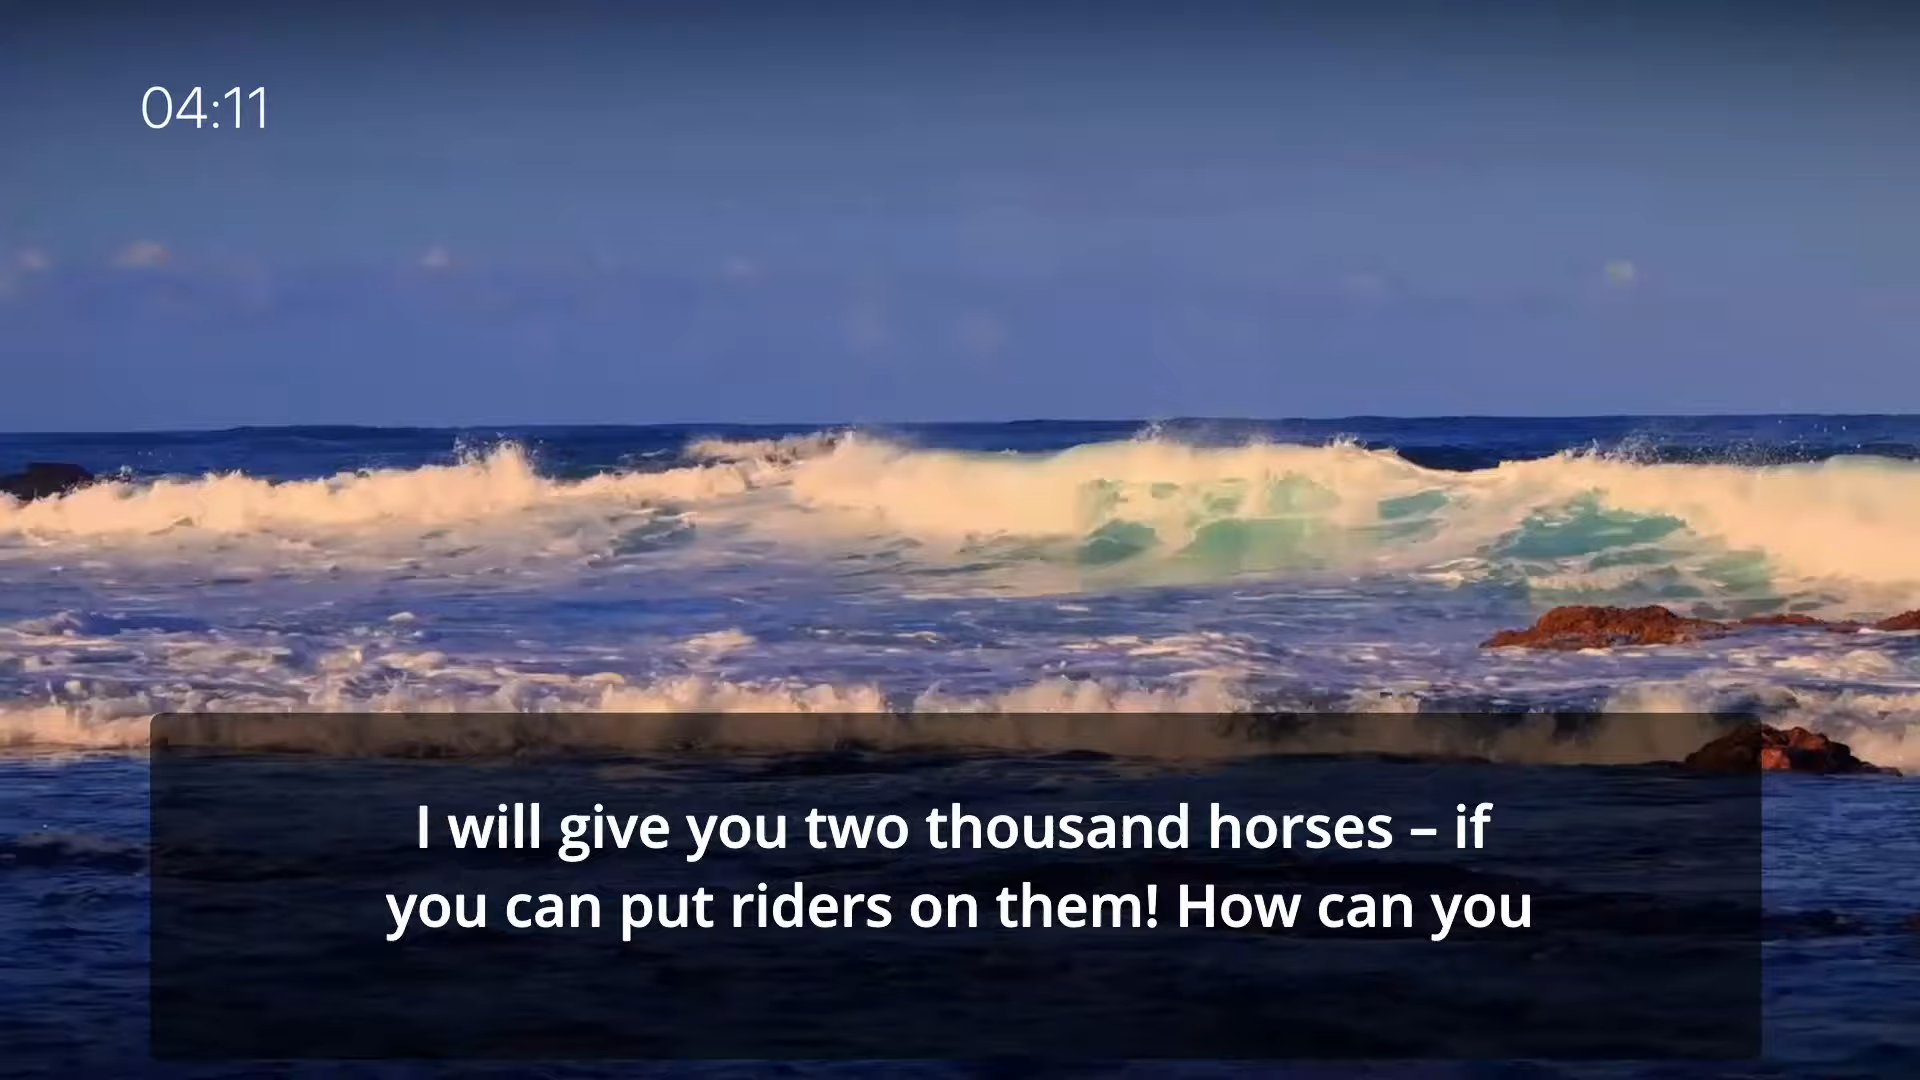 04:11
I will give you two thousand horses – if
you can put riders on them! How can you